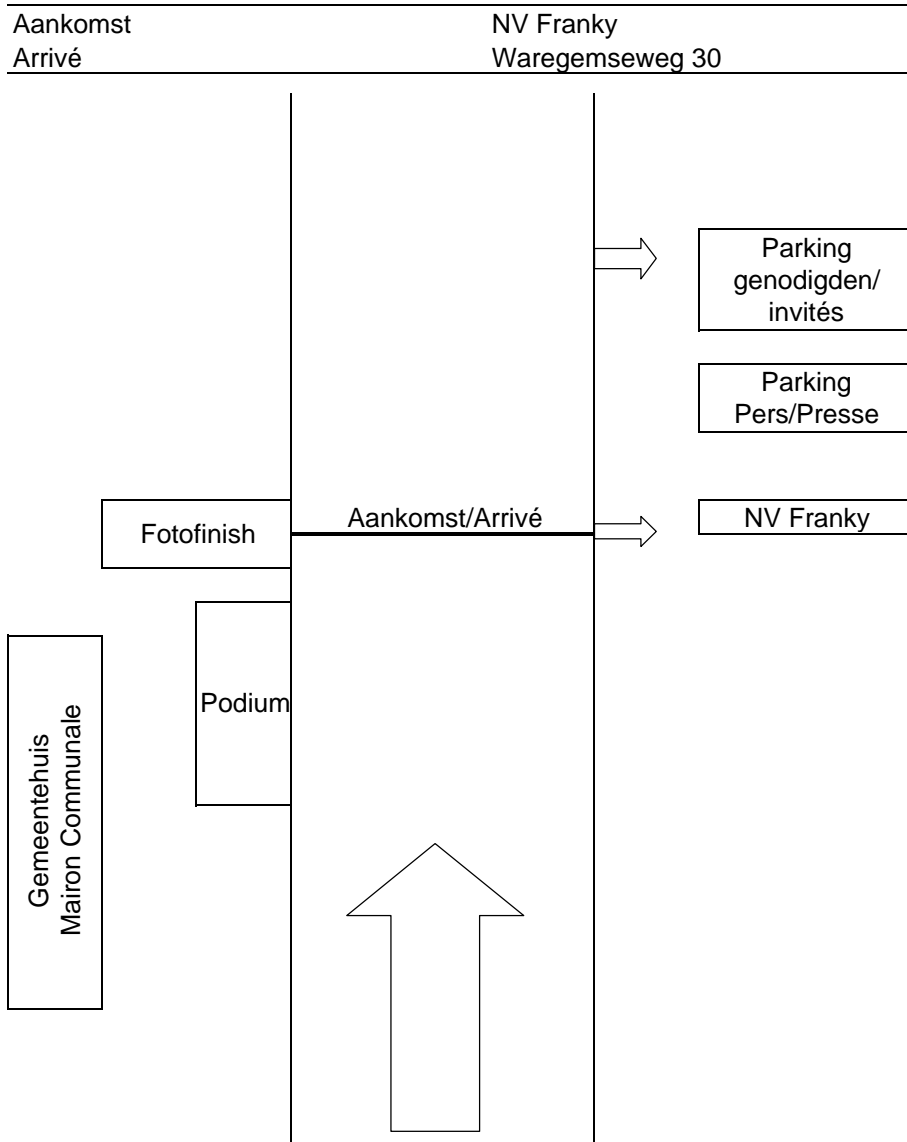 Aankomst
NV Franky
Arrivé
Waregemseweg 30
Parking
genodigden/
invités
Parking
Pers/Presse
Fotofinish
Aankomst/Arrivé
NV Franky
Podium
Gemeentehuis
Mairon Communale